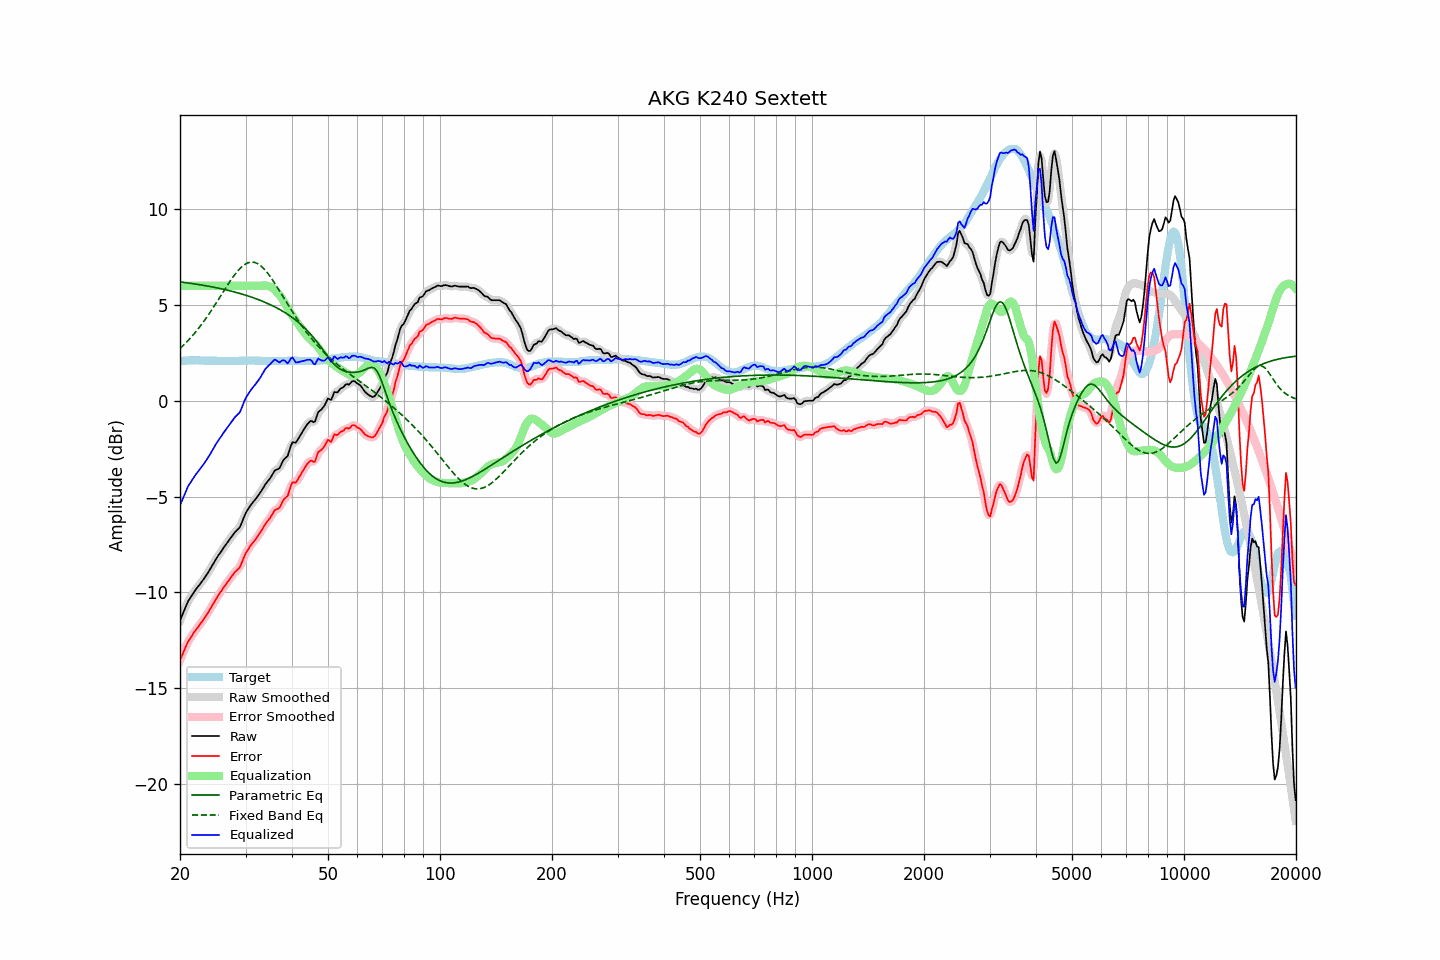 AKG K240 Sextett
Amplitude (dBr)
10
5
0
−5
−10
−15
−20
Target
Raw Smoothed
Error Smoothed
Raw
Error
Equalization
Parametric Eq
Fixed Band Eq
Equalized
20 50 100 200 500 1000 2000 5000 10000 20000
Frequency (Hz)